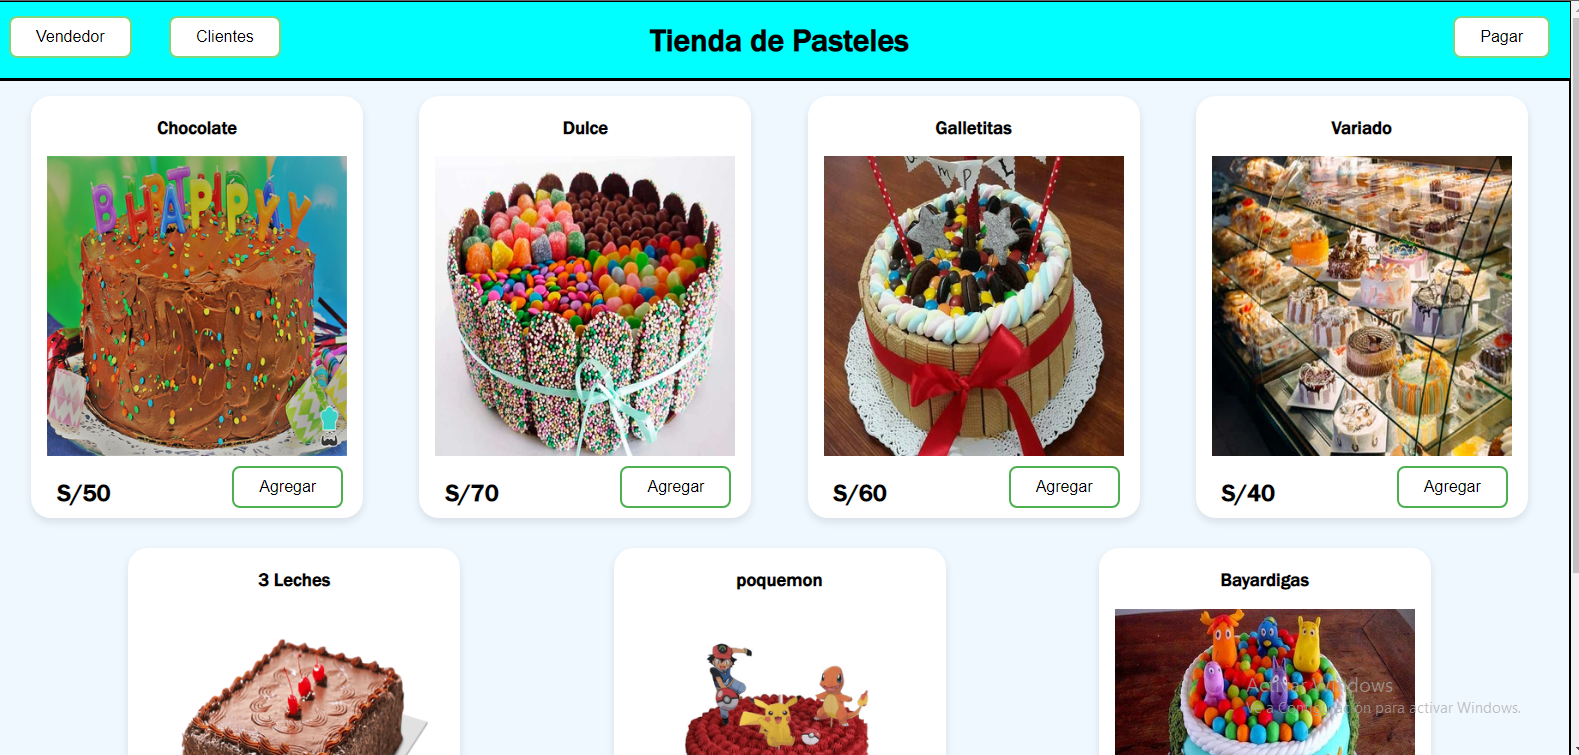 Vendedor
Clientes
Tienda de Pasteles
Pagar
Chocolate
Dulce
Galletitas
Variado
S/50
Agregar
S/70
Agregar
S/60
Agregar
S/40
Agregar
3 Leches
poquemon
Bayardigas
Activar Windows
Ve a Configuración para activar Windows.